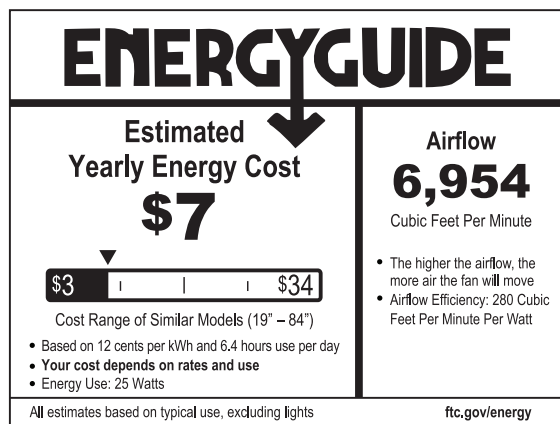 ENERGYGUIDE
Estimated
Yearly Energy Cost
$7
$3 $34
Cost Range of Similar Models (19” – 84”)
• Based on 12 cents per kWh and 6.4 hours use per day
• Your cost depends on rates and use
• Energy Use: 25 Watts
Airflow
6,954
Cubic Feet Per Minute
• The higher the airflow, the
more air the fan will move
• Airflow Efficiency: 280 Cubic
Feet Per Minute Per Watt
All estimates based on typical use, excluding lights
ftc.gov/energy